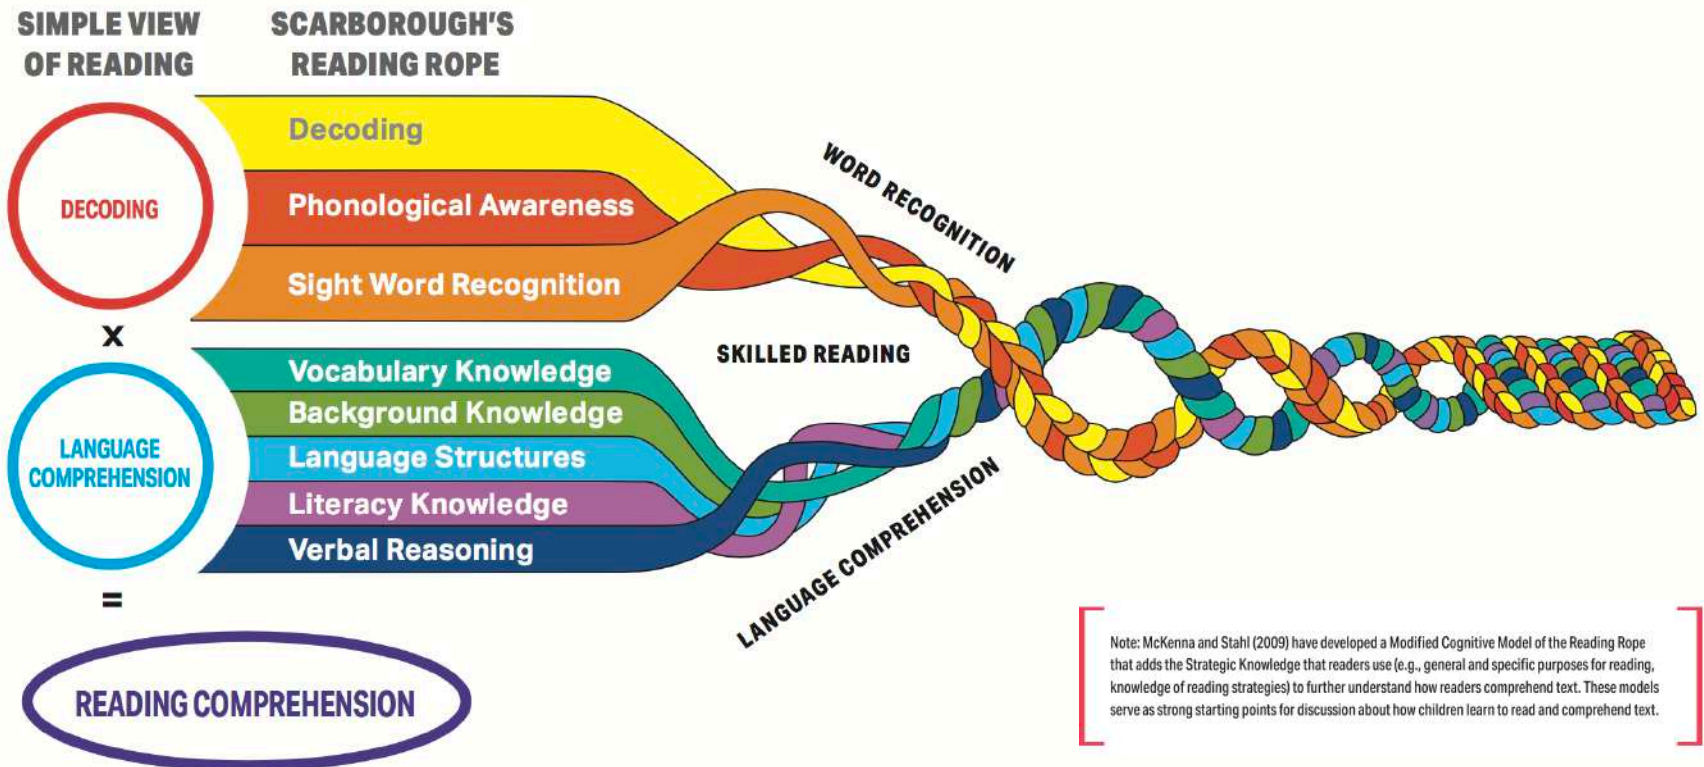 SIMPLE VIEW
OF READING
SCARBOROUGH'S
READING ROPE
DECODING
X
LANGUAGE
COMPREHENSION
=
READING COMPREHENSION
Decoding
Phonological Awareness
Sight Word Recognition
Vocabulary Knowledge
Background Knowledge
Language Structures
Literacy Knowledge
Verbal Reasoning
WORD RECOGNITION
SKILLED READING
LANGUAGE COMPREHENSION
Note: McKenna and Stahl (2009) have developed a Modified Cognitive Model of the Reading Rope
that adds the Strategic Knowledge that readers use (e.g., general and specific purposes for reading,
knowledge of reading strategies) to further understand how readers comprehend text. These models
serve as strong starting points for discussion about how children learn to read and comprehend text.